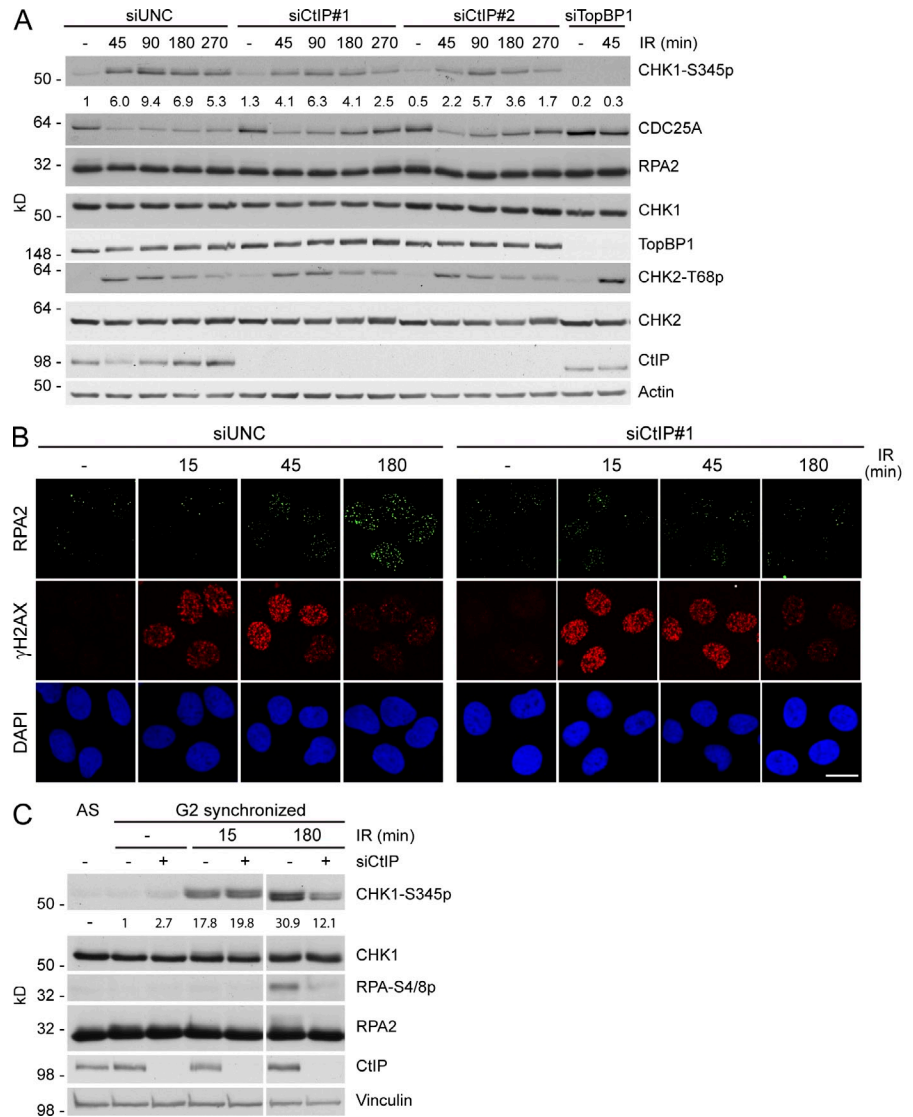 A
siUNC siCtIP#1 siCtIP#2 siTopBP1
- 45 90 180 270 - 45 90 180 270 - 45 90 180 270 - 45 IR (min)
50 - CHK1-S345p
1 6.0 9.4 6.9 5.3 1.3 4.1 6.3 4.1 2.5 0.5 2.2 5.7 3.6 1.7 0.2 0.3
64 - CDC25A
32 - RPA2
kD
50 - CHK1
148 - TopBP1
64 - CHK2-T68p
64 - CHK2
98 - CtIP
50 - Actin
B
siUNC siCtIP#1
- 15 45 180 - 15 45 180 IR (min)
RPA2
γH2AX
DAPI
C
AS G2 synchronized
- 15 180 IR (min)
- - + - + - + siCtIP
50 - CHK1-S345p
- 1 2.7 17.8 19.8 30.9 12.1
50 - CHK1
kD
32 - RPA-S4/8p
32 - RPA2
98 - CtIP
98 - Vinculin